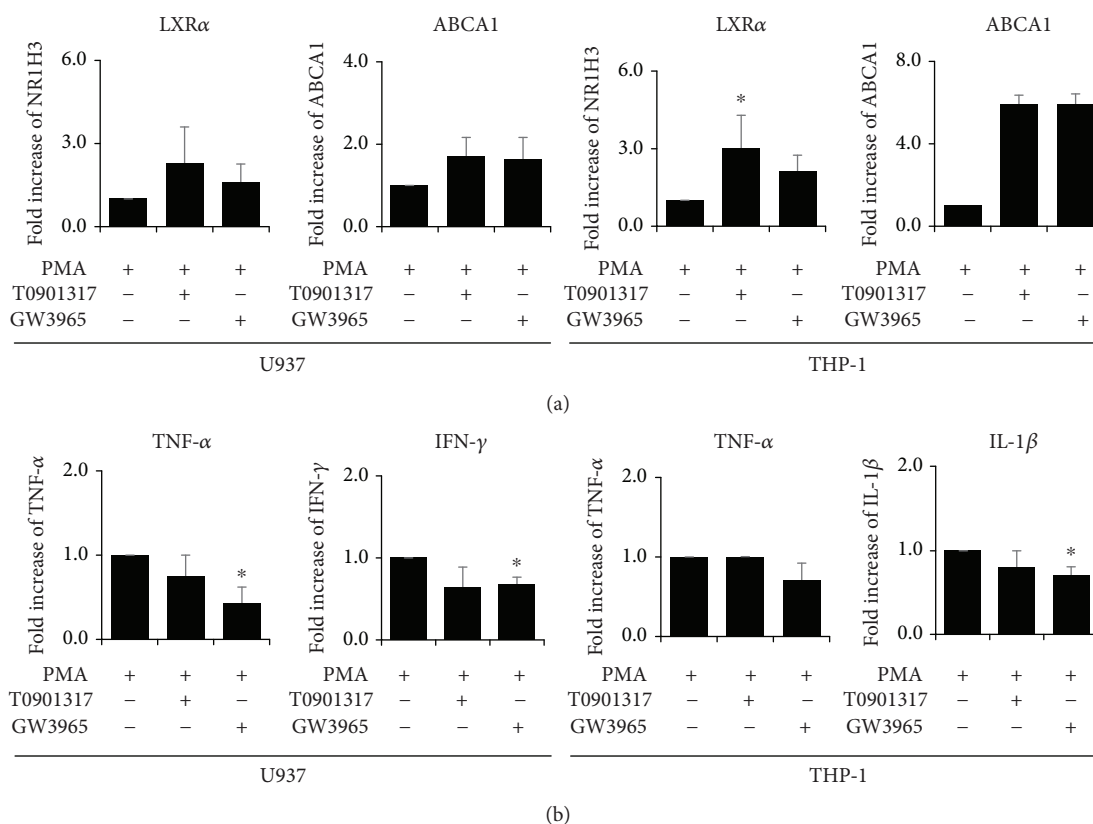 LXRα
ABCA1
LXRα
ABCA1
Fold increase of NR1H3
6.0
3.0
0.0
Fold increase of ABCA1
4.0
2.0
0.0
Fold increase of NR1H3
6.0
3.0
0.0
*
Fold increase of ABCA1
8.0
4.0
0.0
PMA + + + PMA + + + PMA + + + PMA + + +
T0901317 − + − T0901317 − + − T0901317 − + − T0901317 − + −
GW3965 − − + GW3965 − − + GW3965 − − + GW3965 − − +
U937
THP-1
(a)
TNF-α
IFN-γ
TNF-α
IL-1β
Fold increase of TNF-α
2.0
1.0
0.0
*
Fold increase of IFN-γ
2.0
1.0
0.0
*
Fold increase of TNF-α
2.0
1.0
0.0
Fold increase of IL-1β
2.0
1.0
0.0
*
PMA + + + PMA + + + PMA + + + PMA + + +
T0901317 − + − T0901317 − + − T0901317 − + − T0901317 − + −
GW3965 − − + GW3965 − − + GW3965 − − + GW3965 − − +
U937
THP-1
(b)